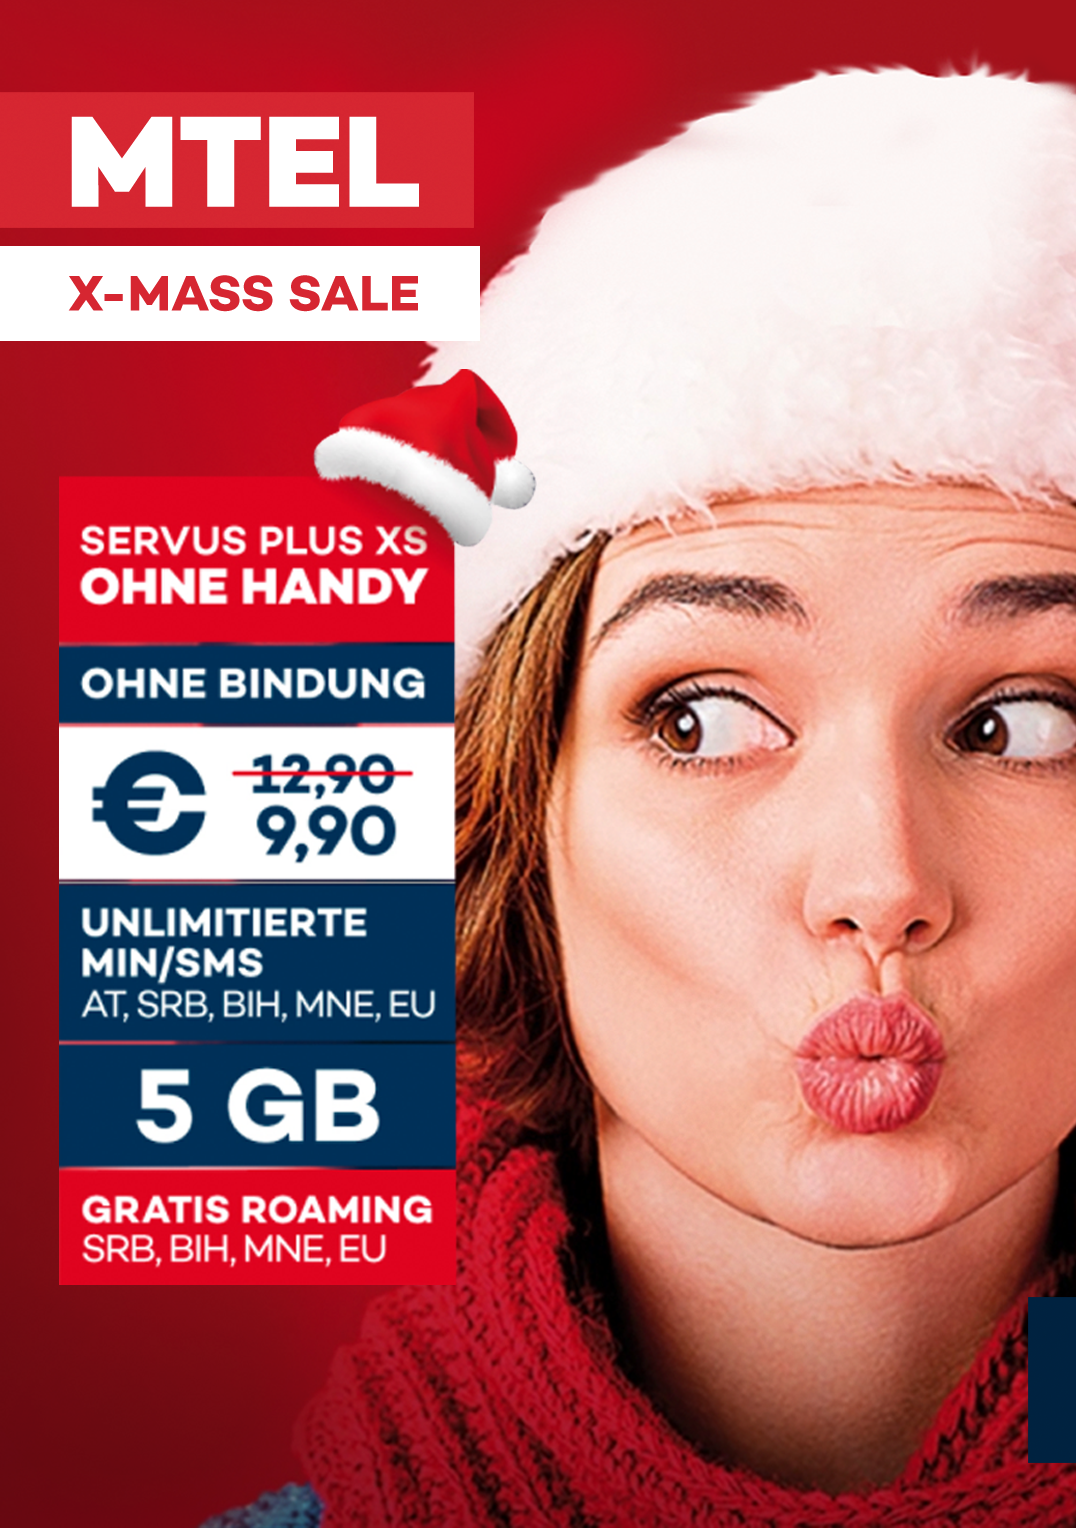 MTEL
X-MASS SALE
SERVUS PLUS XS
OHNE HANDY
OHNE BINDUNG
€ 12,90
9,90
UNLIMITIERTE
MIN/SMS
AT, SRB, BIH, MNE, EU
5 GB
GRATIS ROAMING
SRB, BIH, MNE, EU